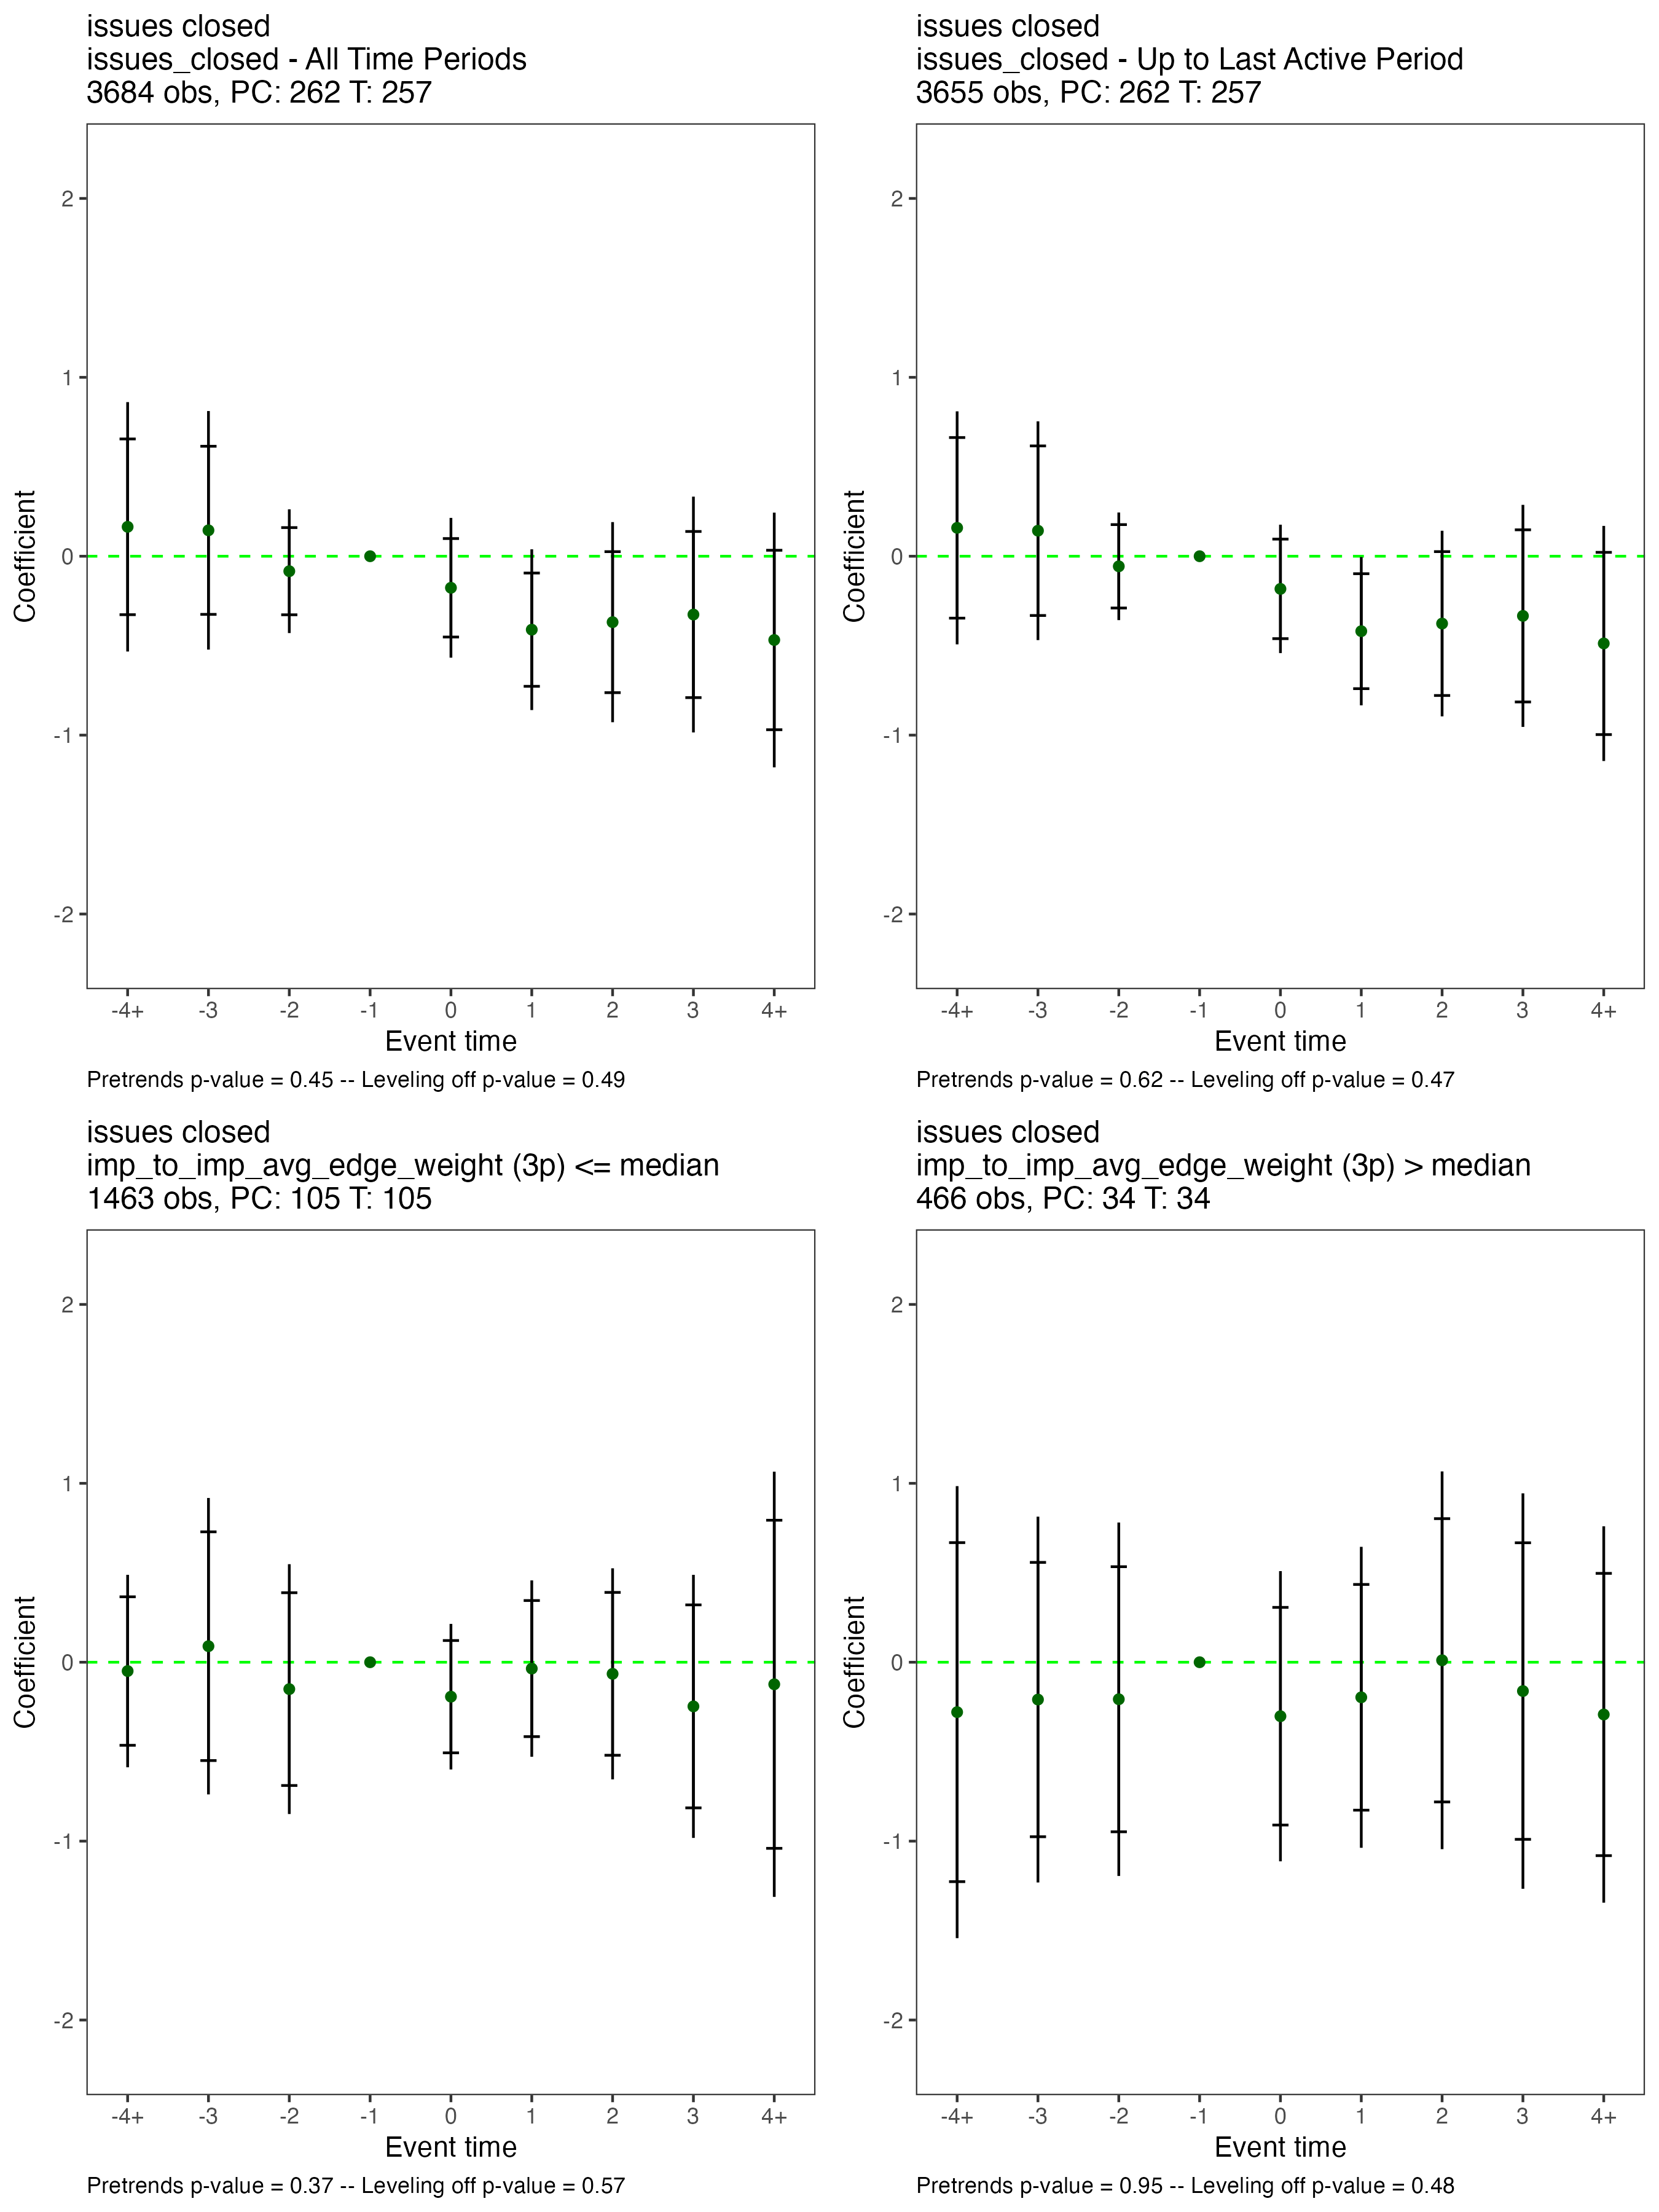 issues closed
issues_closed - All Time Periods
3684 obs, PC: 262 T: 257
2
1
0
-1
-2
Coefficient
-4+ -3 -2 -1 0 1 2 3 4+
Event time
Pretrends p-value = 0.45 -- Leveling off p-value = 0.49
issues closed
issues_closed - Up to Last Active Period
3655 obs, PC: 262 T: 257
2
1
0
-1
-2
Coefficient
-4+ -3 -2 -1 0 1 2 3 4+
Event time
Pretrends p-value = 0.62 -- Leveling off p-value = 0.47
issues closed
imp_to_imp_avg_edge_weight (3p) <= median
1463 obs, PC: 105 T: 105
2
1
0
-1
-2
Coefficient
-4+ -3 -2 -1 0 1 2 3 4+
Event time
Pretrends p-value = 0.37 -- Leveling off p-value = 0.57
issues closed
imp_to_imp_avg_edge_weight (3p) > median
466 obs, PC: 34 T: 34
2
1
0
-1
-2
Coefficient
-4+ -3 -2 -1 0 1 2 3 4+
Event time
Pretrends p-value = 0.95 -- Leveling off p-value = 0.48